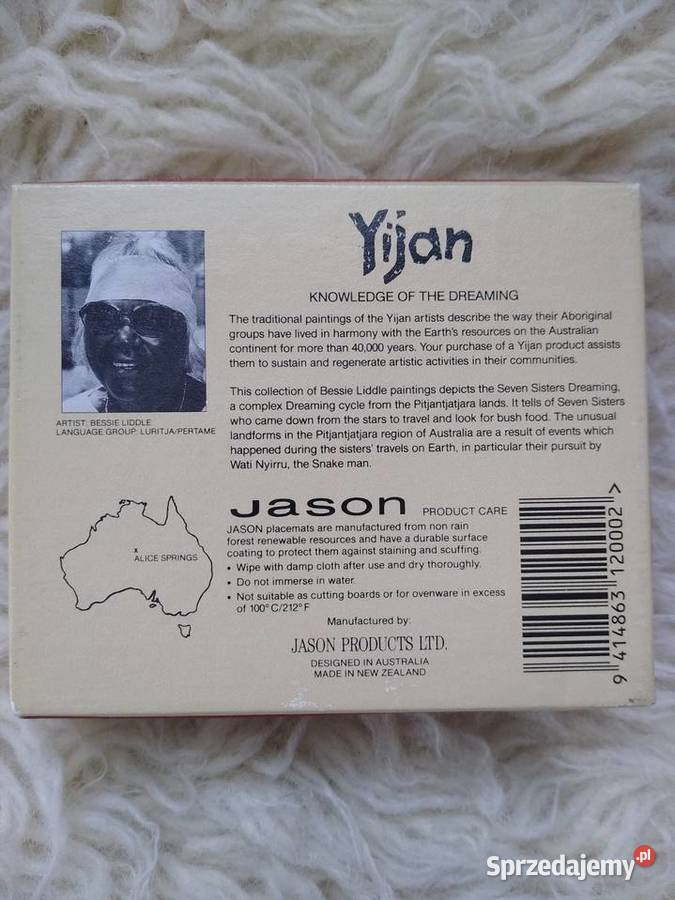 Yijan
KNOWLEDGE OF THE DREAMING
The traditional paintings of the Yijan artists describe the way their Aboriginal
groups have lived in harmony with the Earth's resources on the Australian
continent for more than 40,000 years. Your purchase of a Yijan product assists
them to sustain and regenerate artistic activities in their communities.
This collection of Bessie Liddle paintings depicts the Seven Sisters Dreaming,
a complex Dreaming cycle from the Pitjantjatjara lands. It tells of Seven Sisters
who came down from the stars to travel and look for bush food. The unusual
landforms in the Pitjantjatjara region of Australia are a result of events which
happened during the sisters' travels on Earth, in particular their pursuit by
Wati Nyirru, the Snake man.
ARTIST: BESSIE LIDDLE
LANGUAGE GROUP: LURITJA/PERTAME
x
ALICE SPRINGS
Jason PRODUCT CARE
JASON placemats are manufactured from non rain
forest renewable resources and have a durable surface
coating to protect them against staining and scuffing.
• Wipe with damp cloth after use and dry thoroughly.
• Do not immerse in water.
• Not suitable as cutting boards or for ovenware in excess
of 100°C/212°F
Manufactured by:
JASON PRODUCTS LTD.
DESIGNED IN AUSTRALIA
MADE IN NEW ZEALAND
9 414863 120002 >
Sprzedajemy.pl